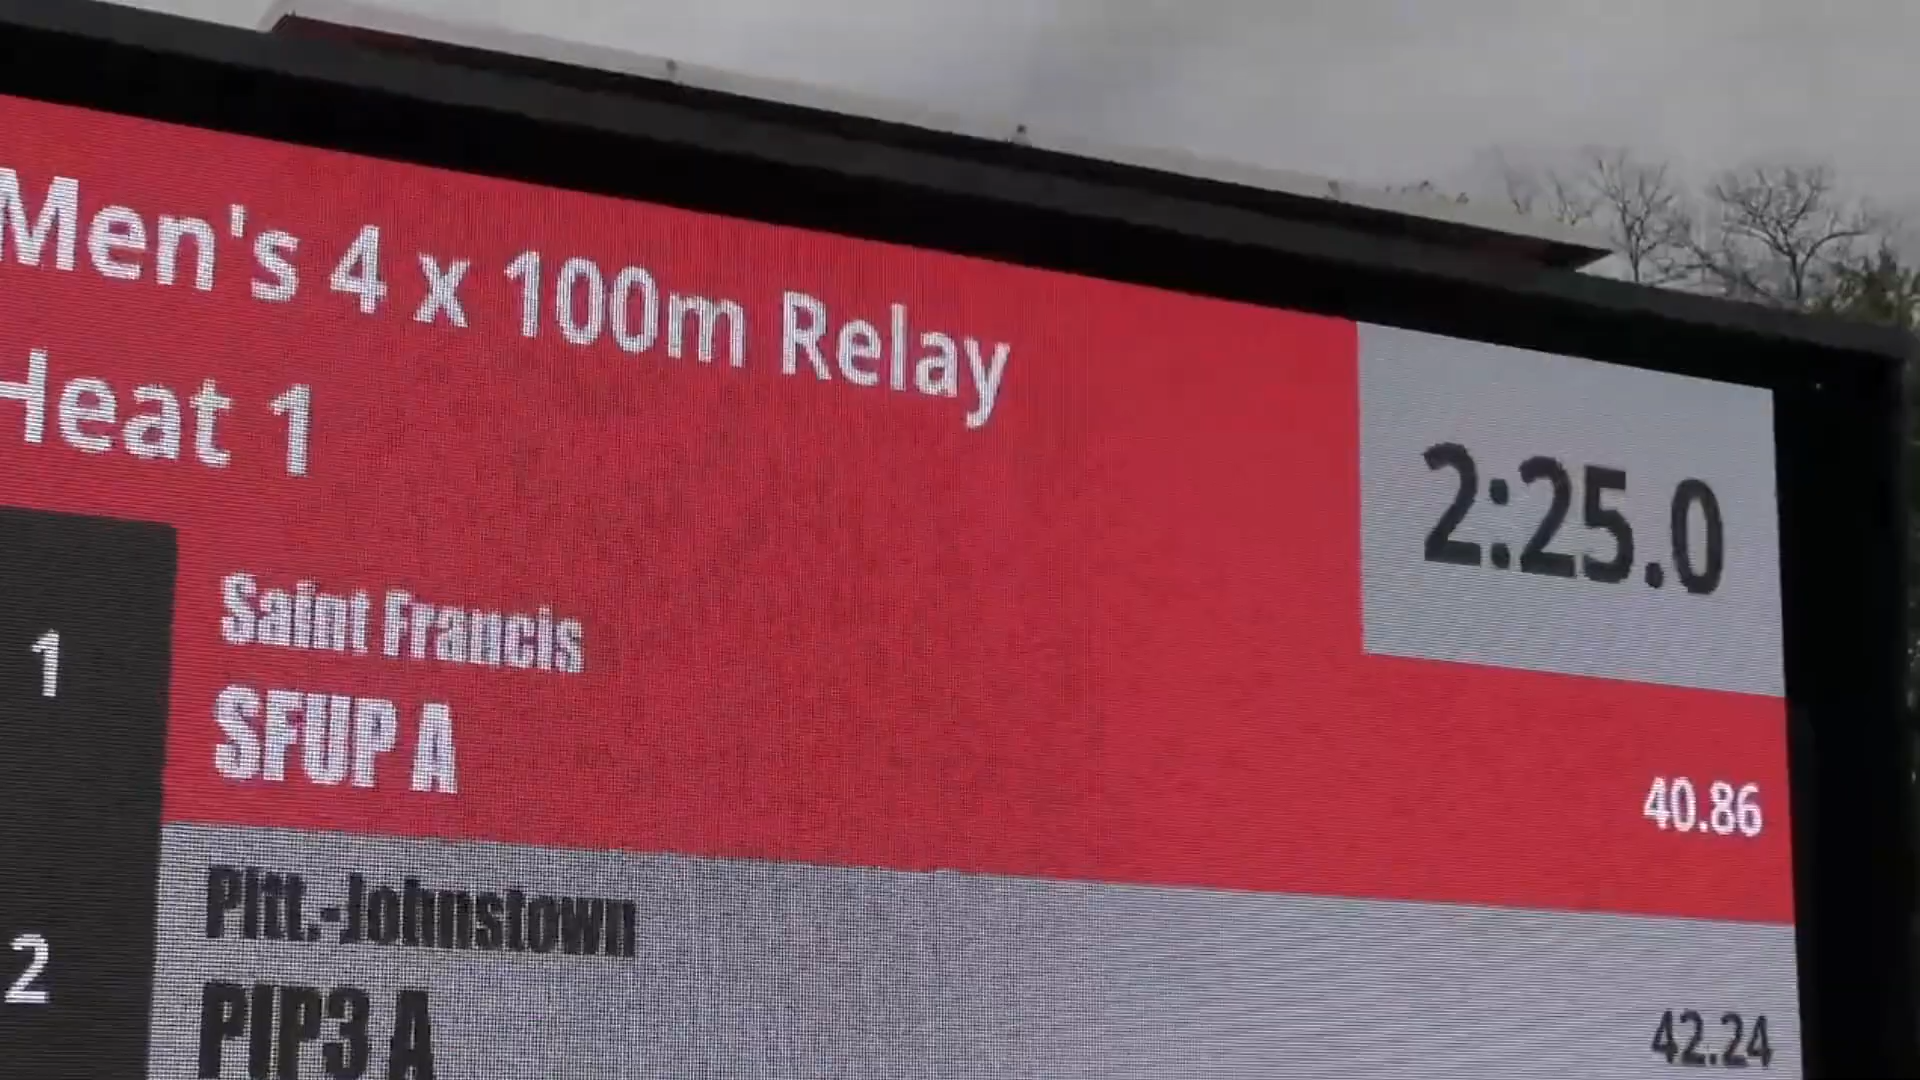 Men's 4 x 100m Relay
Heat 1
2:25.0
1
Saint Francis
SFUP A
40.86
2
Pitt.-Johnstown
PIP3 A
42.24